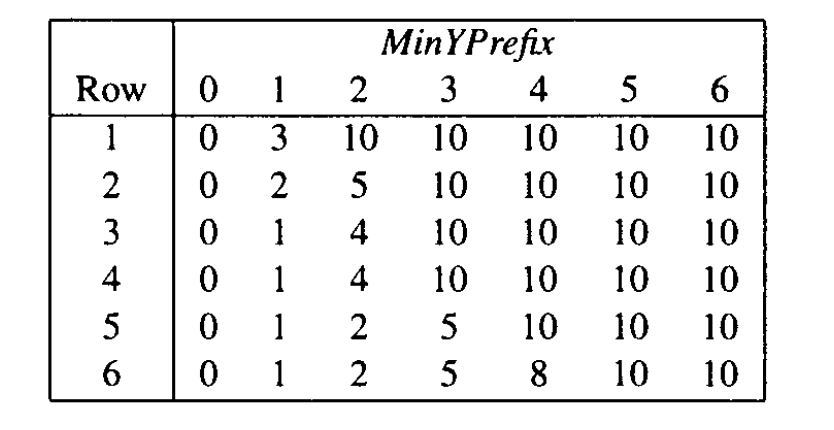 MinYPrefix
Row 0 1 2 3 4 5 6
1 0 3 10 10 10 10 10
2 0 2 5 10 10 10 10
3 0 1 4 10 10 10 10
4 0 1 4 10 10 10 10
5 0 1 2 5 10 10 10
6 0 1 2 5 8 10 10